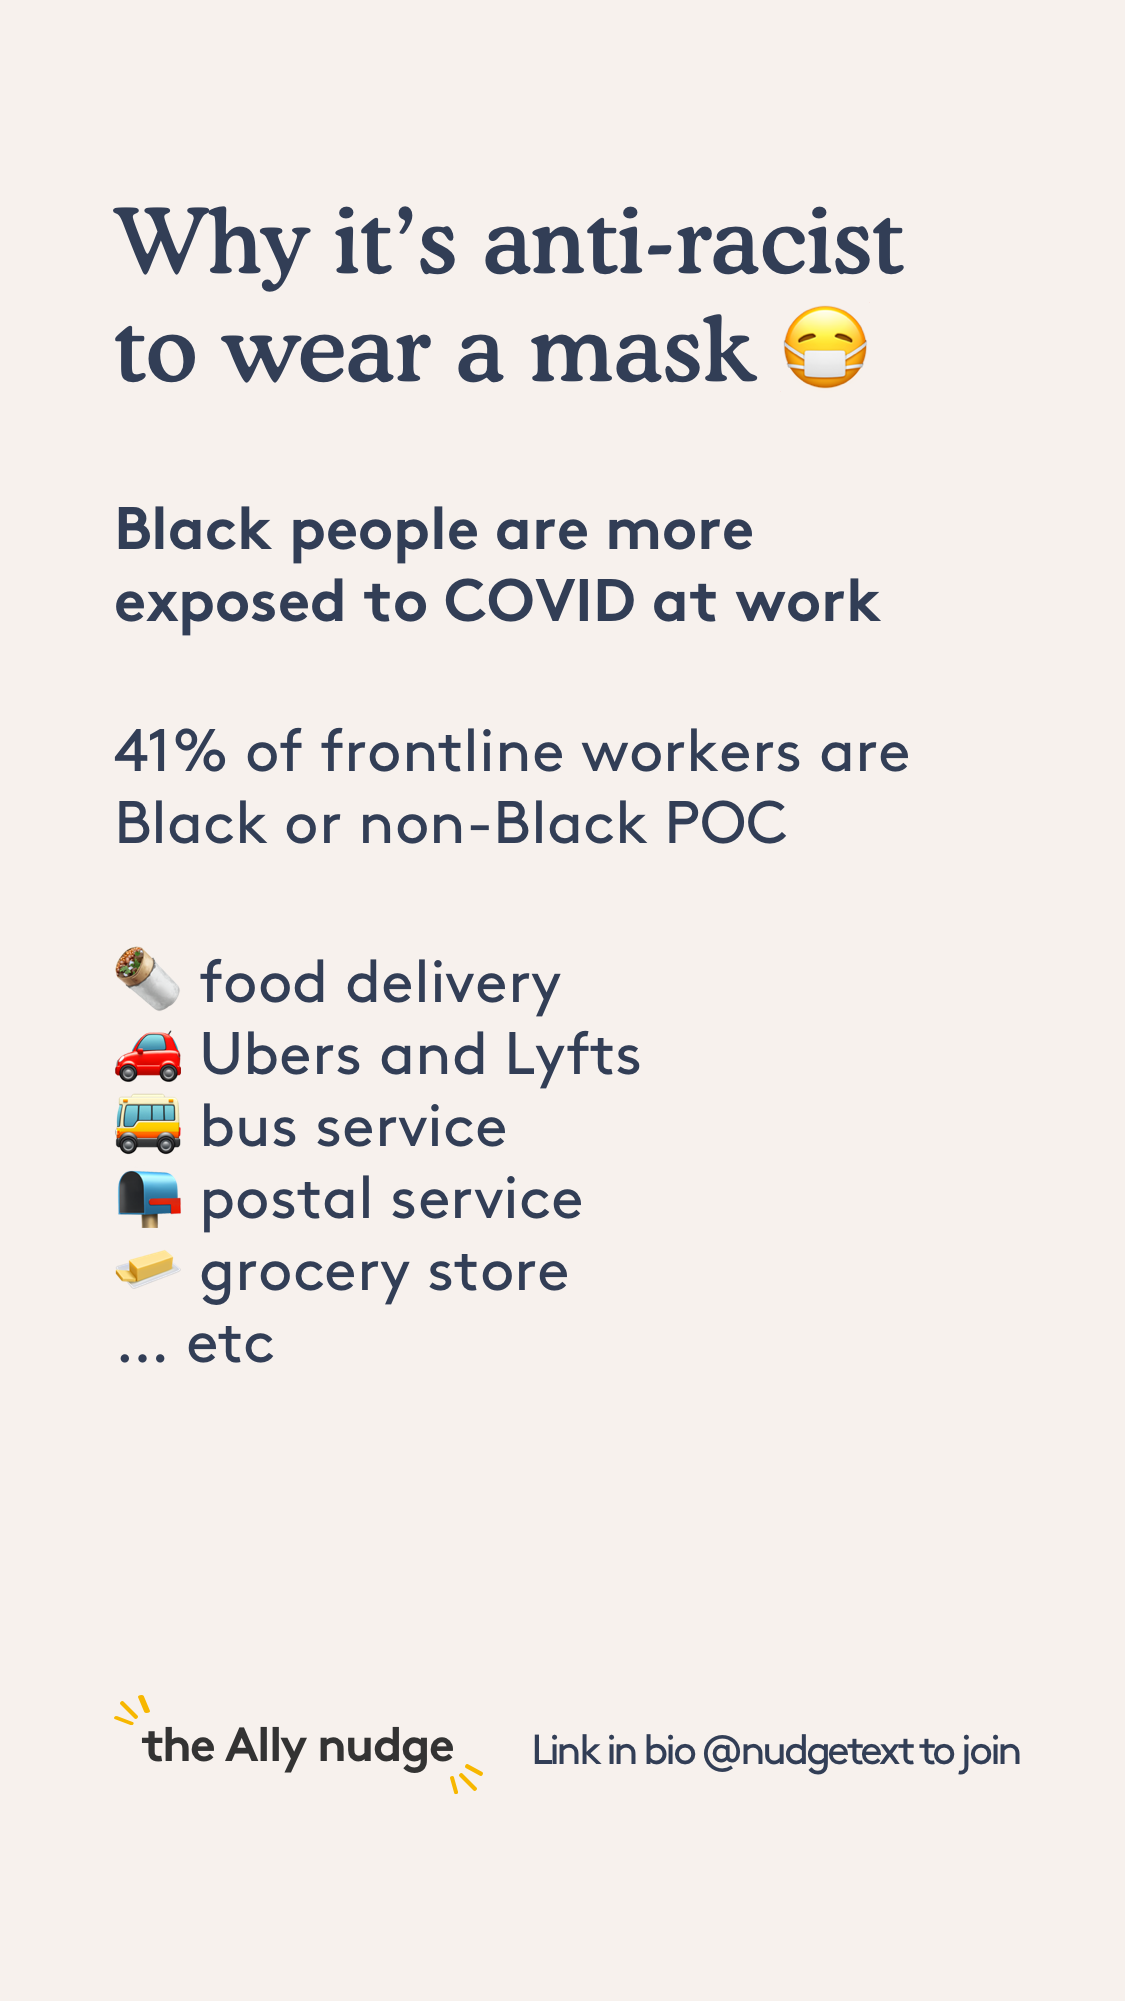 Why it’s anti-racist
to wear a mask 😷
Black people are more
exposed to COVID at work
41% of frontline workers are
Black or non-Black POC
🌯 food delivery
🚗 Ubers and Lyfts
🚌 bus service
📭 postal service
🧈 grocery store
... etc
the Ally nudge
Link in bio @nudgetext to join